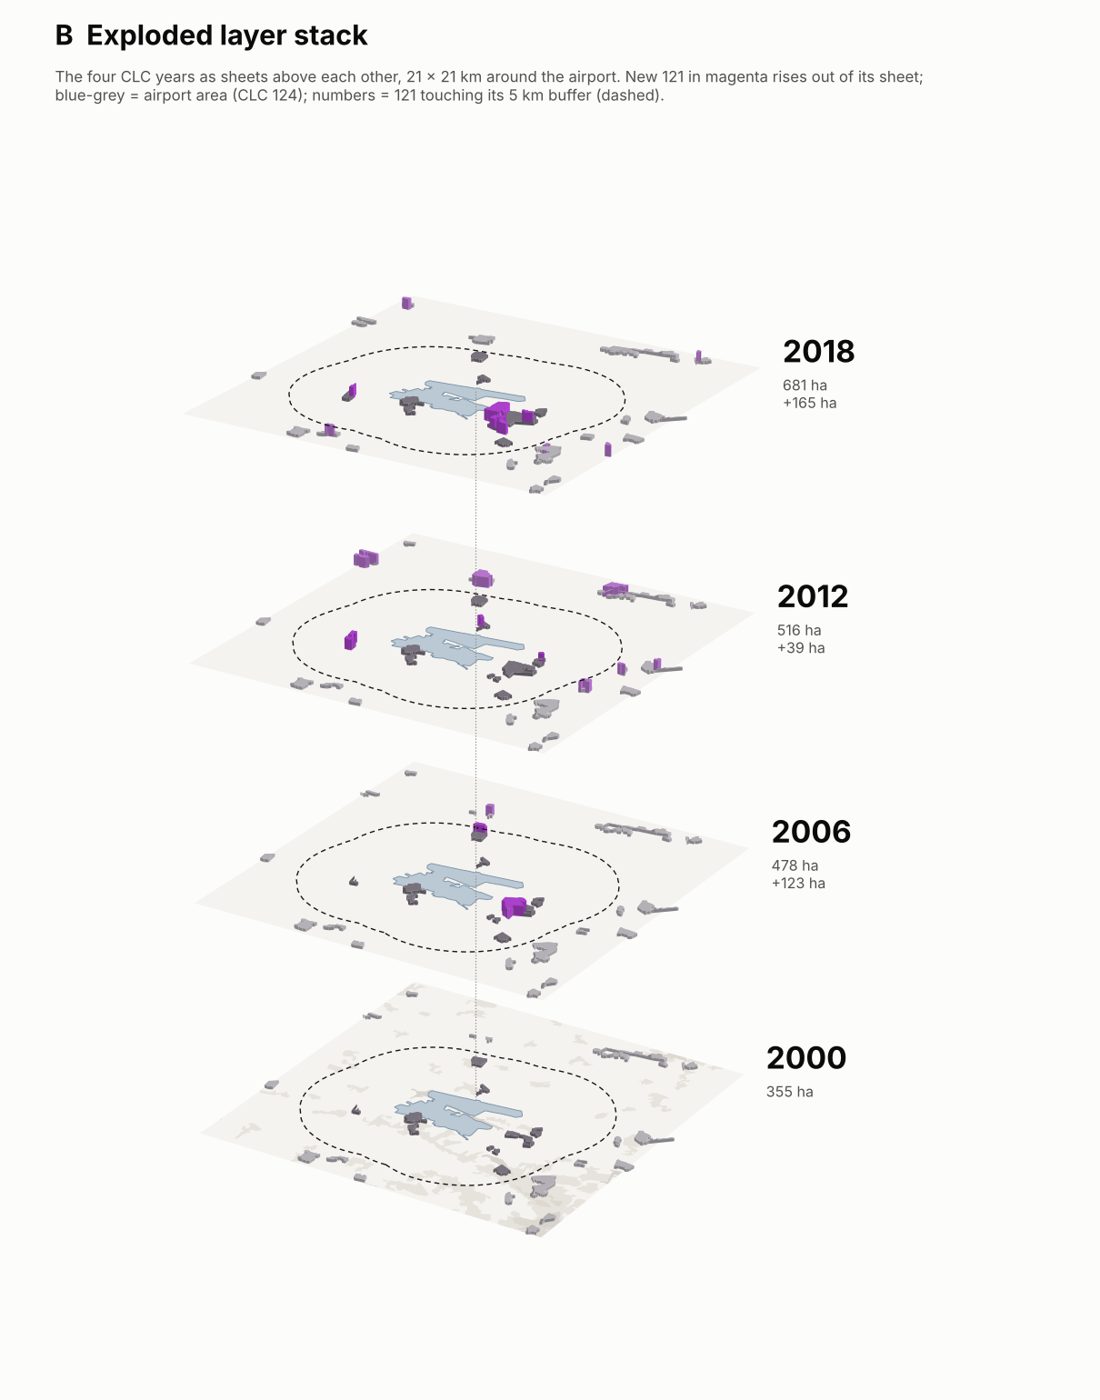 B Exploded layer stack
The four CLC years as sheets above each other, 21 × 21 km around the airport. New 121 in magenta rises out of its sheet;
blue-grey = airport area (CLC 124); numbers = 121 touching its 5 km buffer (dashed).
2018
681 ha
+165 ha
2012
516 ha
+39 ha
2006
478 ha
+123 ha
2000
355 ha